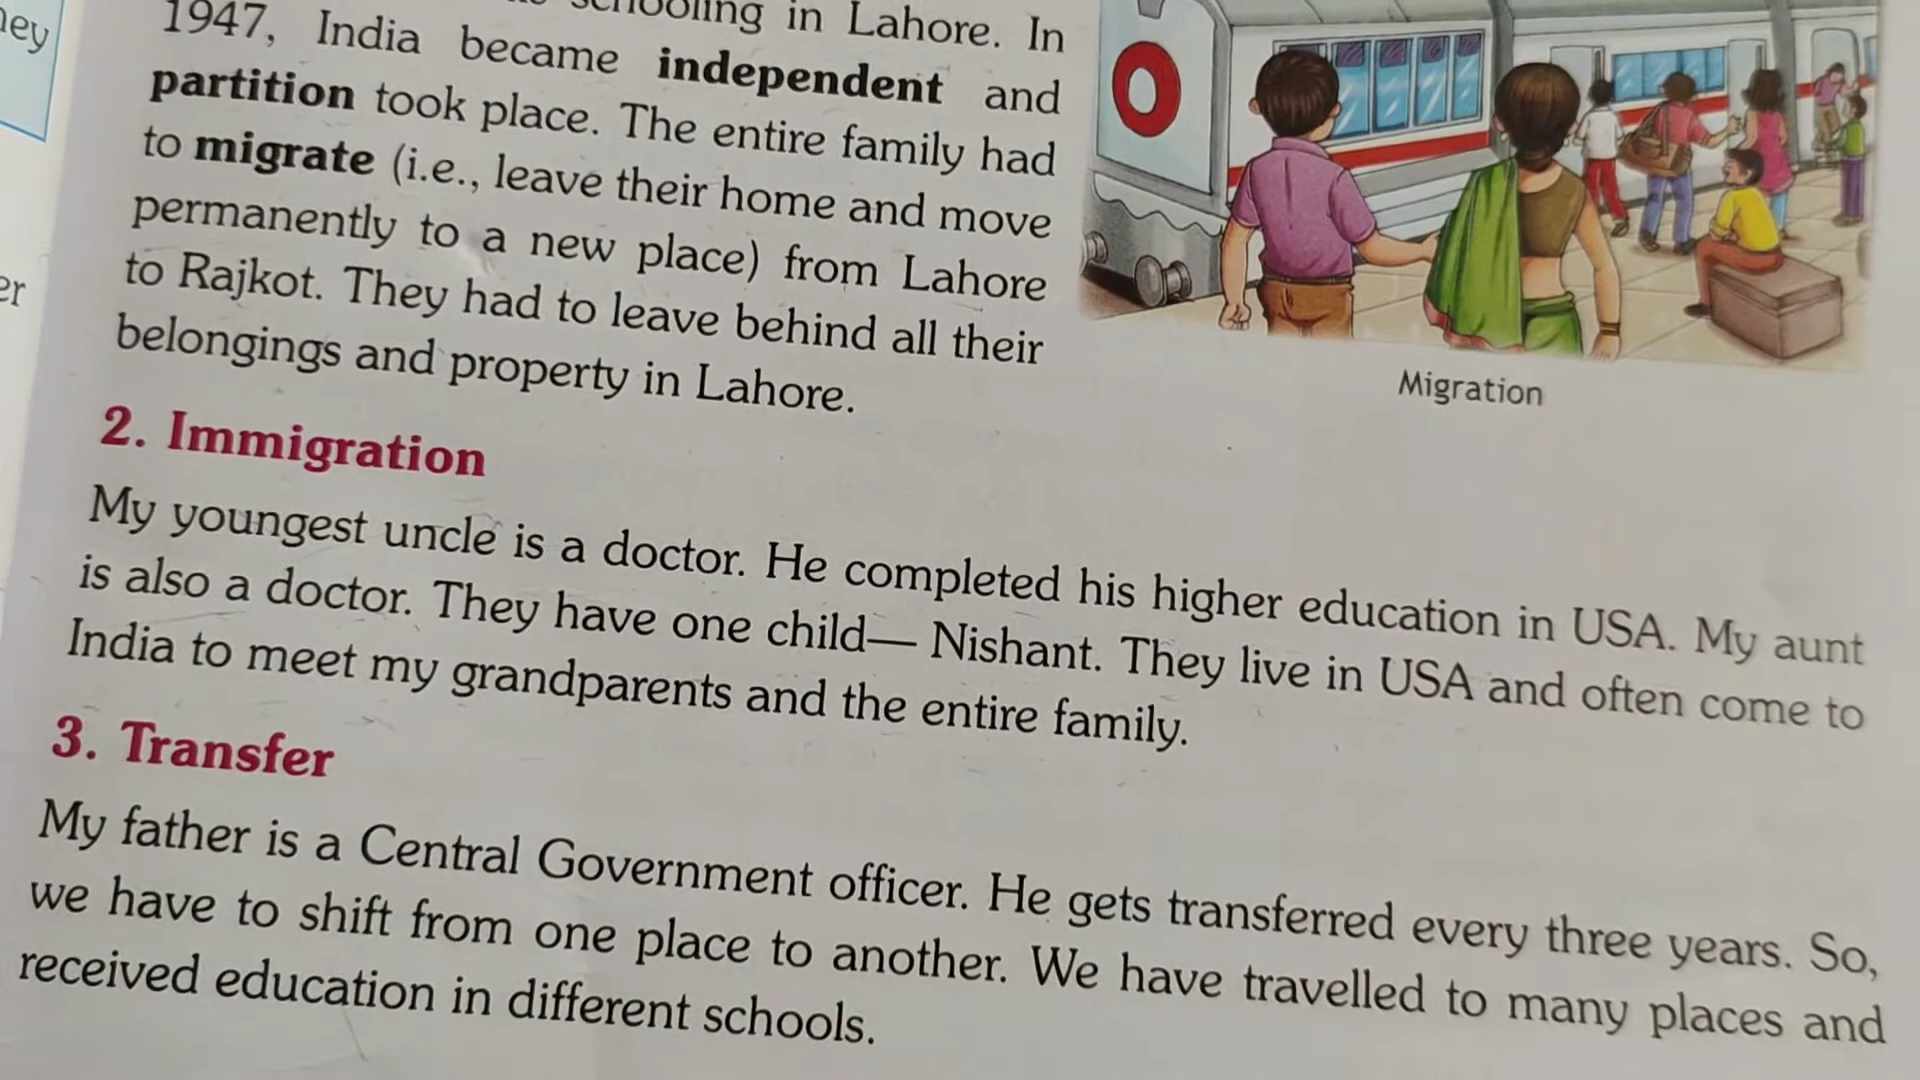 schooling in Lahore. In
1947, India became independent and
partition took place. The entire family had
to migrate (i.e., leave their home and move
permanently to a new place) from Lahore
to Rajkot. They had to leave behind all their
belongings and property in Lahore.
Migration
2. Immigration
My youngest uncle is a doctor. He completed his higher education in USA. My aunt
is also a doctor. They have one child— Nishant. They live in USA and often come to
India to meet my grandparents and the entire family.
3. Transfer
My father is a Central Government officer. He gets transferred every three years. So,
we have to shift from one place to another. We have travelled to many places and
received education in different schools.